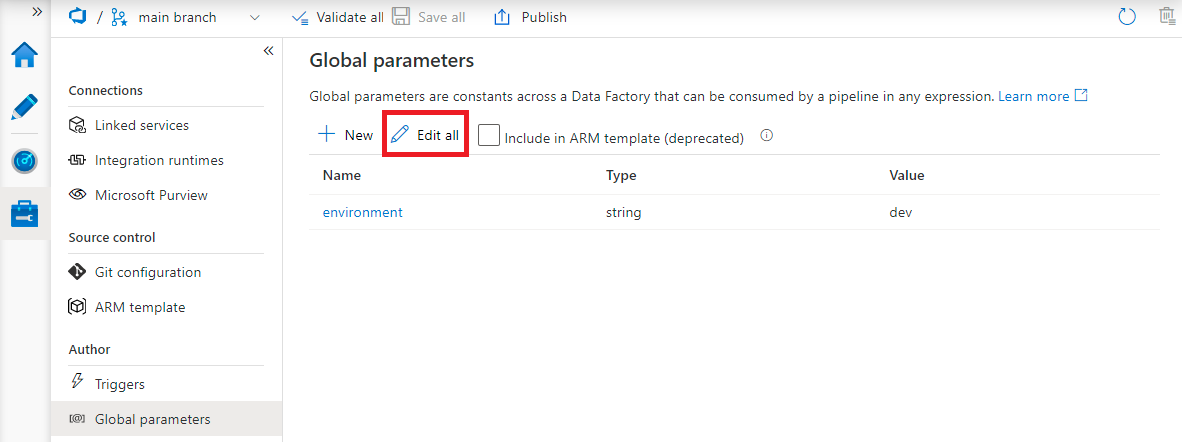 / main branch Validate all Save all Publish
Connections
Linked services
Integration runtimes
Microsoft Purview
Source control
Git configuration
ARM template
Author
Triggers
Global parameters
Global parameters
Global parameters are constants across a Data Factory that can be consumed by a pipeline in any expression. Learn more
New Edit all Include in ARM template (deprecated)
Name Type Value
environment string dev